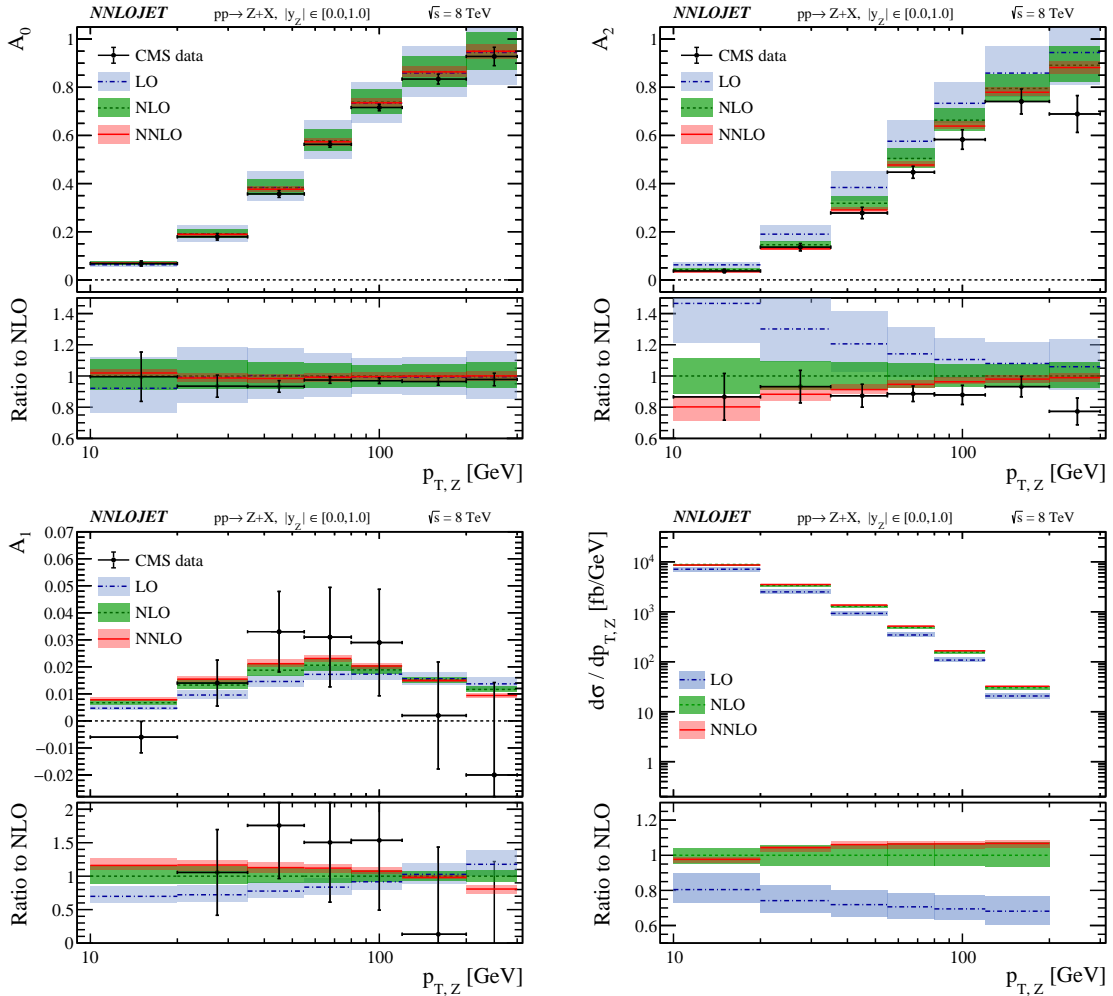 NNLOJET pp→ Z+X, |y_Z| ∈ [0.0,1.0] √s = 8 TeV
A_0
1
0.8
0.6
0.4
0.2
0
CMS data
LO
NLO
NNLO
Ratio to NLO
1.4
1.2
1
0.8
0.6
10
100
p_T, Z [GeV]
NNLOJET pp→ Z+X, |y_Z| ∈ [0.0,1.0] √s = 8 TeV
A_2
1
0.8
0.6
0.4
0.2
0
CMS data
LO
NLO
NNLO
Ratio to NLO
1.4
1.2
1
0.8
0.6
10
100
p_T, Z [GeV]
NNLOJET pp→ Z+X, |y_Z| ∈ [0.0,1.0] √s = 8 TeV
A_1
0.07
0.06
0.05
0.04
0.03
0.02
0.01
0
−0.01
−0.02
CMS data
LO
NLO
NNLO
Ratio to NLO
2
1.5
1
0.5
0
10
100
p_T, Z [GeV]
NNLOJET pp→ Z+X, |y_Z| ∈ [0.0,1.0] √s = 8 TeV
dσ / dp_T, Z [fb/GeV]
10^4
10^3
10^2
10
1
LO
NLO
NNLO
Ratio to NLO
1.2
1.0
0.8
0.6
10
100
p_T, Z [GeV]